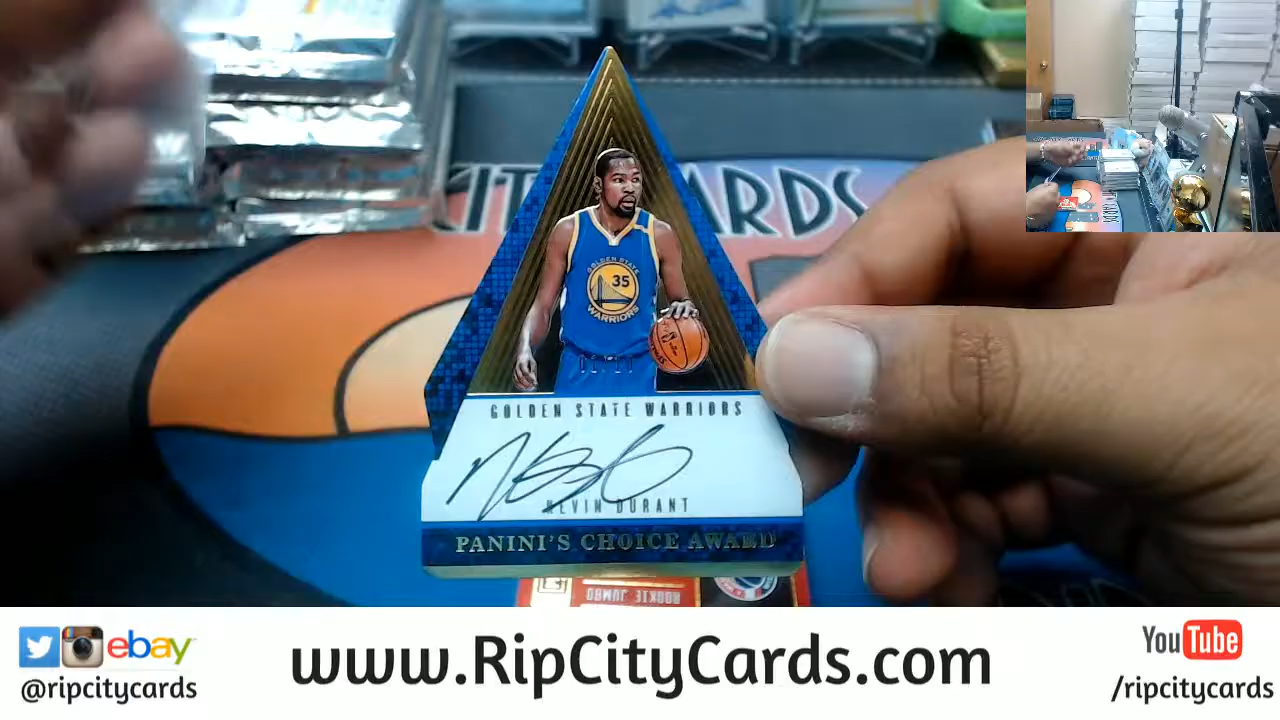 ARDS
35
GOLDEN STATE
WARRIORS
GOLDEN STATE WARRIORS
KEVIN DURANT
PANINI'S CHOICE AWARD
ROOKIE JUMBO
ebay
@ripcitycards
www.RipCityCards.com
YouTube
/ripcitycards